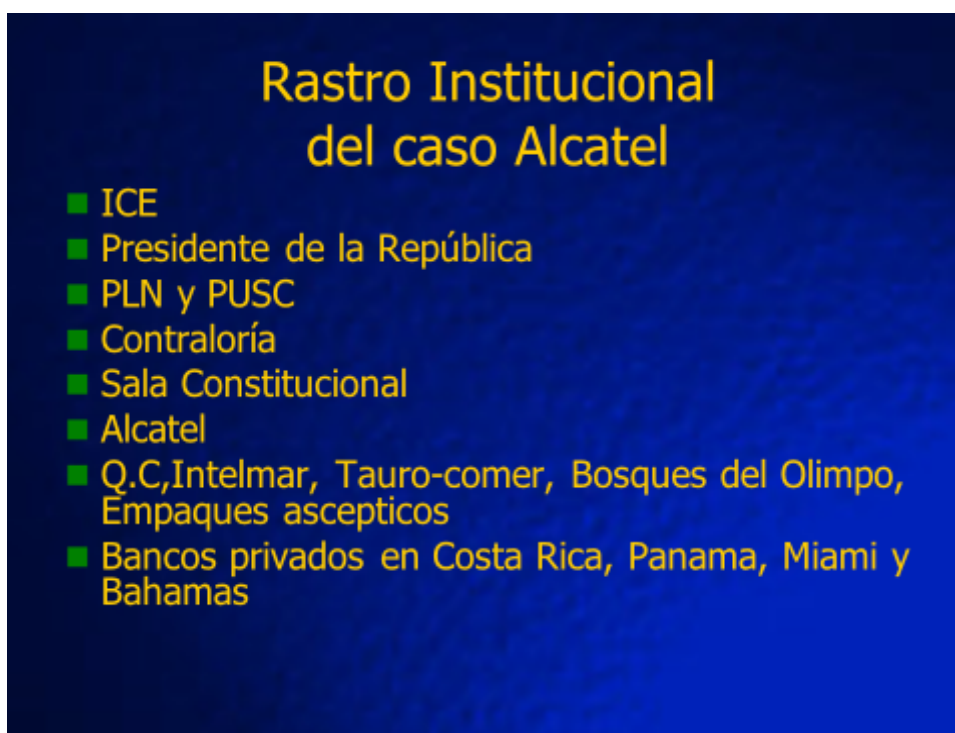 Rastro Institucional
del caso Alcatel
ICE
Presidente de la República
PLN y PUSC
Contraloría
Sala Constitucional
Alcatel
Q.C,Intelmar, Tauro-comer, Bosques del Olimpo,
Empaques ascepticos
Bancos privados en Costa Rica, Panama, Miami y
Bahamas